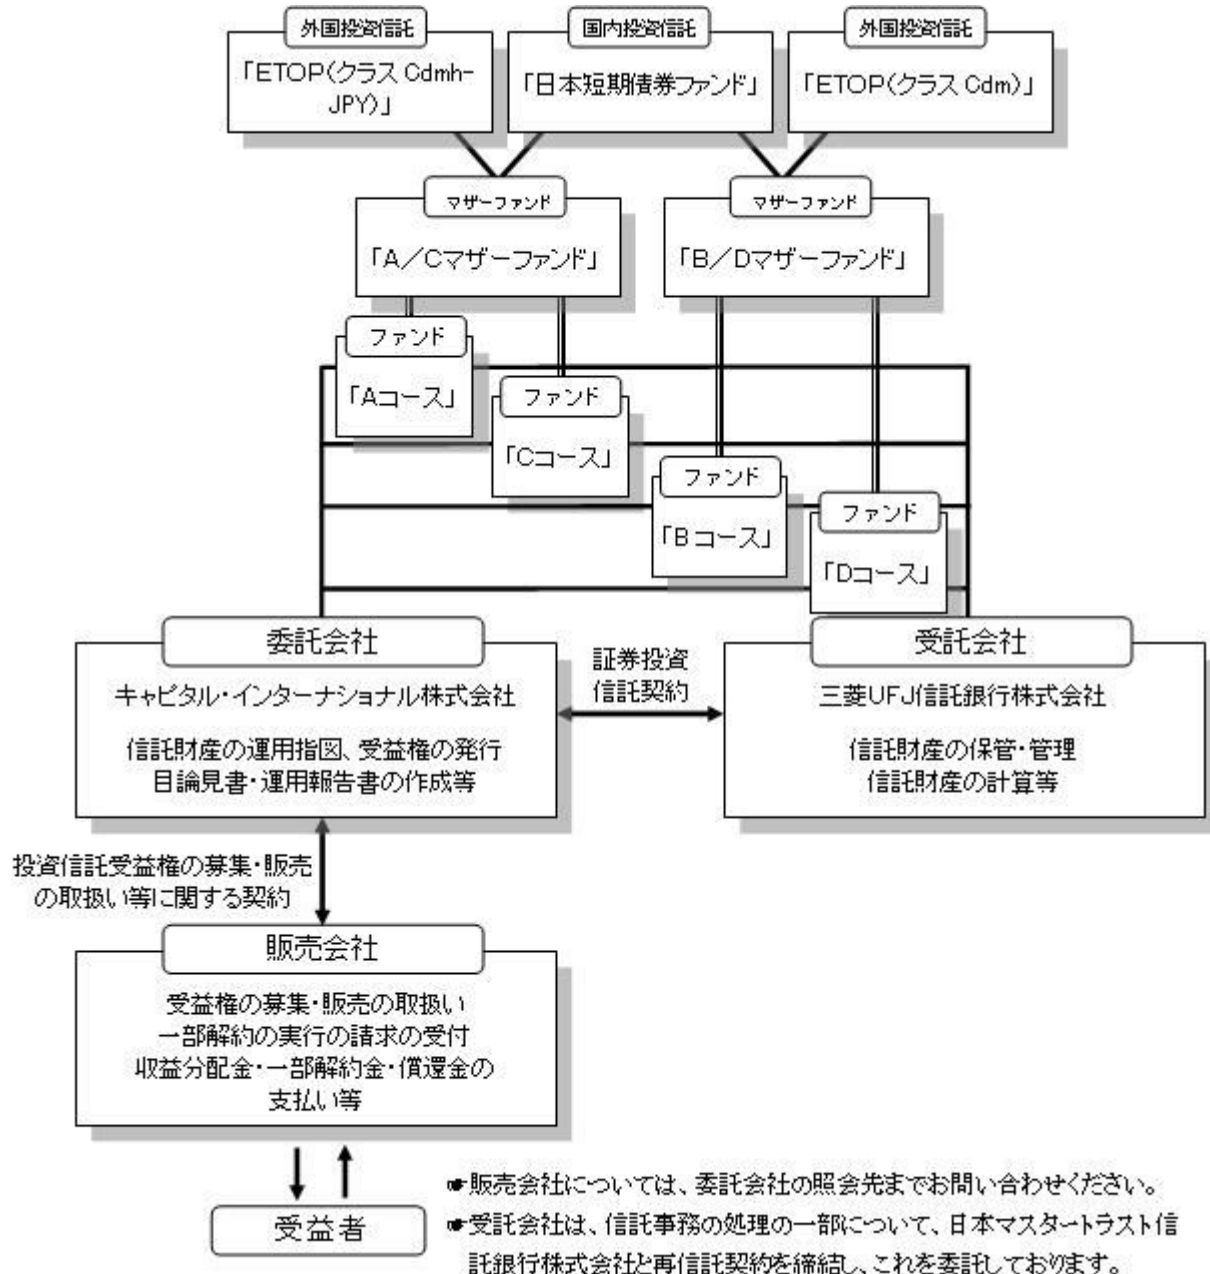 外国投資信託
「ETOP(クラスCdmh-
JPY)」
国内投資信託
「日本短期債券ファンド」
外国投資信託
「ETOP(クラスCdm)」
マザーファンド
「A/Cマザーファンド」
マザーファンド
「B/Dマザーファンド」
ファンド
「Aコース」
ファンド
「Cコース」
ファンド
「Bコース」
ファンド
「Dコース」
委託会社
キャピタル・インターナショナル株式会社
信託財産の運用指図、受益権の発行
目論見書・運用報告書の作成等
証券投資
信託契約
受託会社
三菱UFJ信託銀行株式会社
信託財産の保管・管理
信託財産の計算等
投資信託受益権の募集・販売
の取扱い等に関する契約
販売会社
受益権の募集・販売の取扱い
一部解約の実行の請求の受付
収益分配金・一部解約金・償還金の
支払い等
受益者
☛販売会社については、委託会社の照会先までお問い合わせください。
☛受託会社は、信託事務の処理の一部について、日本マスタートラスト信
託銀行株式会社と再信託契約を締結し、これを委託しております。